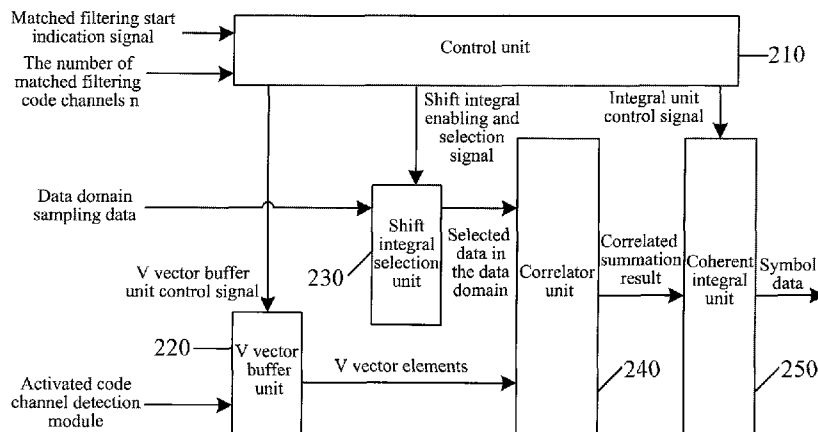 Matched filtering start
indication signal
Control unit
210
The number of
matched filtering
code channels n
Shift integral
enabling and
selection
signal
Integral unit
control signal
Data domain
sampling data
Shift
integral
selection
unit
230
Selected
data in
the data
domain
Correlator
unit
Correlated
summation
result
Coherent
integral
unit
Symbol
data
V vector buffer
unit control signal
220
V vector
buffer
unit
V vector elements
240
250
Activated code
channel detection
module